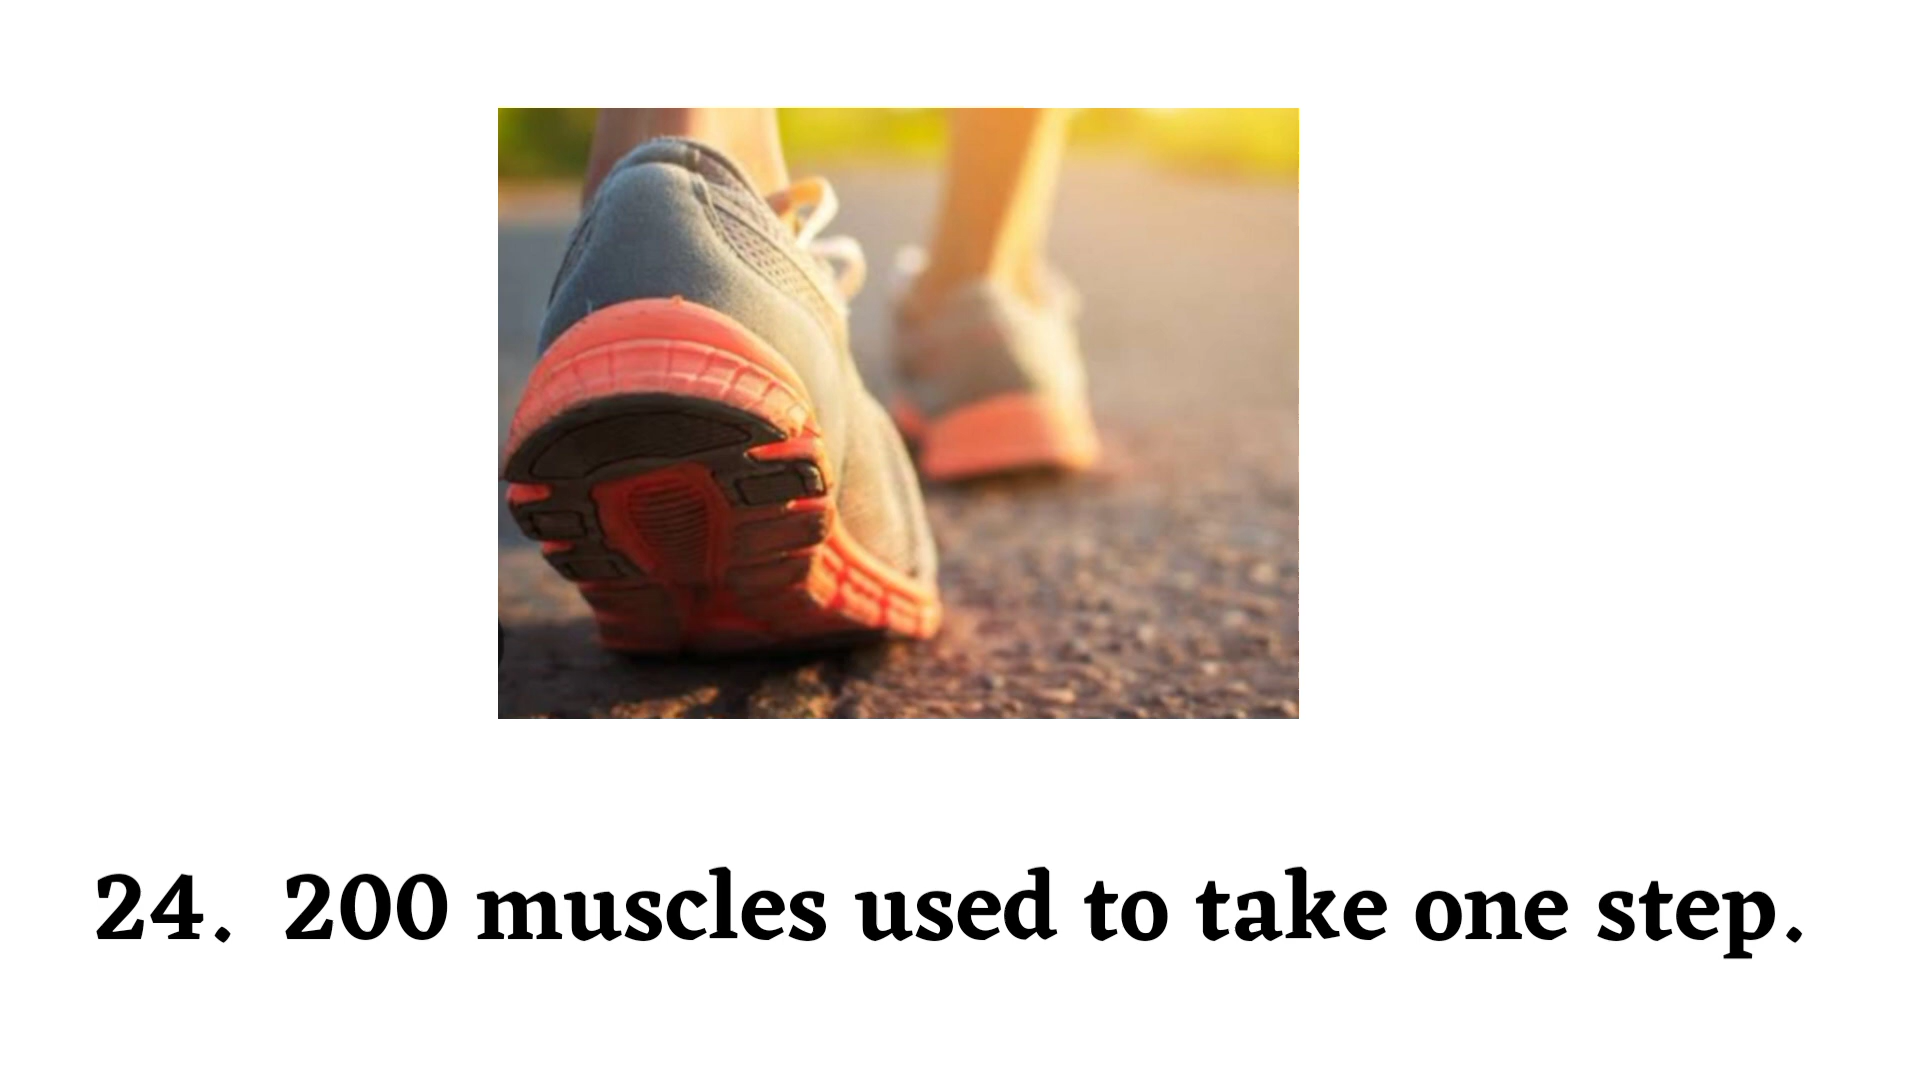 24. 200 muscles used to take one step.